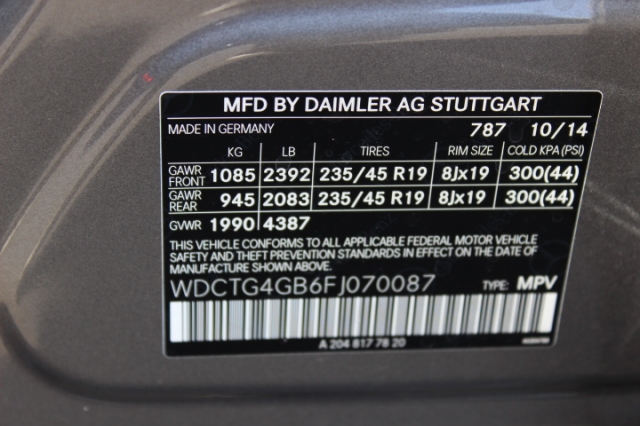 MFD BY DAIMLER AG STUTTGART
MADE IN GERMANY 787 10/14
KG LB TIRES RIM SIZE COLD KPA (PSI)
GAWR FRONT 1085 2392 235/45 R19 8Jx19 300(44)
GAWR REAR 945 2083 235/45 R19 8Jx19 300(44)
GVWR 1990 4387
THIS VEHICLE CONFORMS TO ALL APPLICABLE FEDERAL MOTOR VEHICLE
SAFETY AND THEFT PREVENTION STANDARDS IN EFFECT ON THE DATE
OF MANUFACTURE SHOWN ABOVE.
WDCTG4GB6FJ070087 TYPE: MPV
A 204 817 78 20